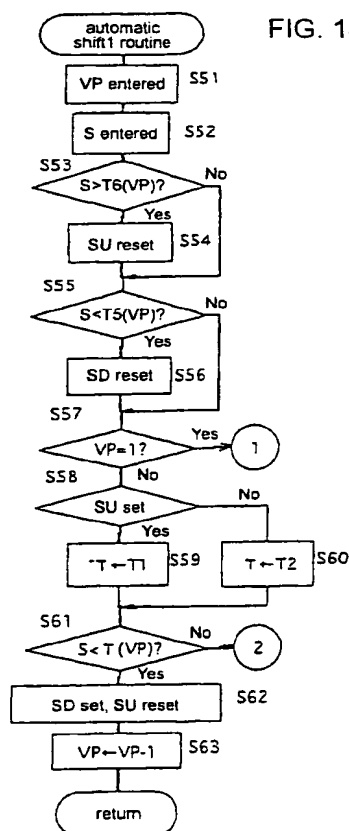 FIG. 1
automatic
shift1 routine
VP entered
S51
S entered
S52
S53
S>T6(VP)?
No
Yes
SU reset
S54
S55
S<T5(VP)?
No
Yes
SD reset
S56
S57
VP=1?
Yes
1
No
S58
SU set
No
Yes
T←T1
S59
T←T2
S60
S61
S<T (VP)?
No
2
Yes
SD set, SU reset
S62
VP←VP-1
S63
return